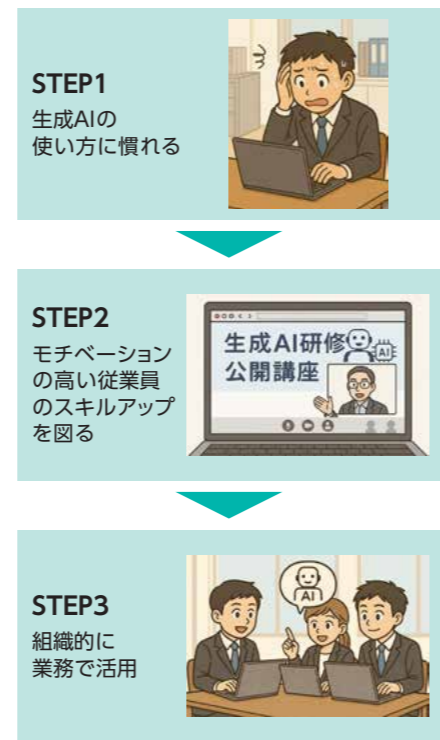 STEP1
生成AIの
使い方に慣れる
STEP2
モチベーション
の高い従業員
のスキルアップ
を図る
生成AI研修
公開講座
AI
STEP3
組織的に
業務で活用
AI